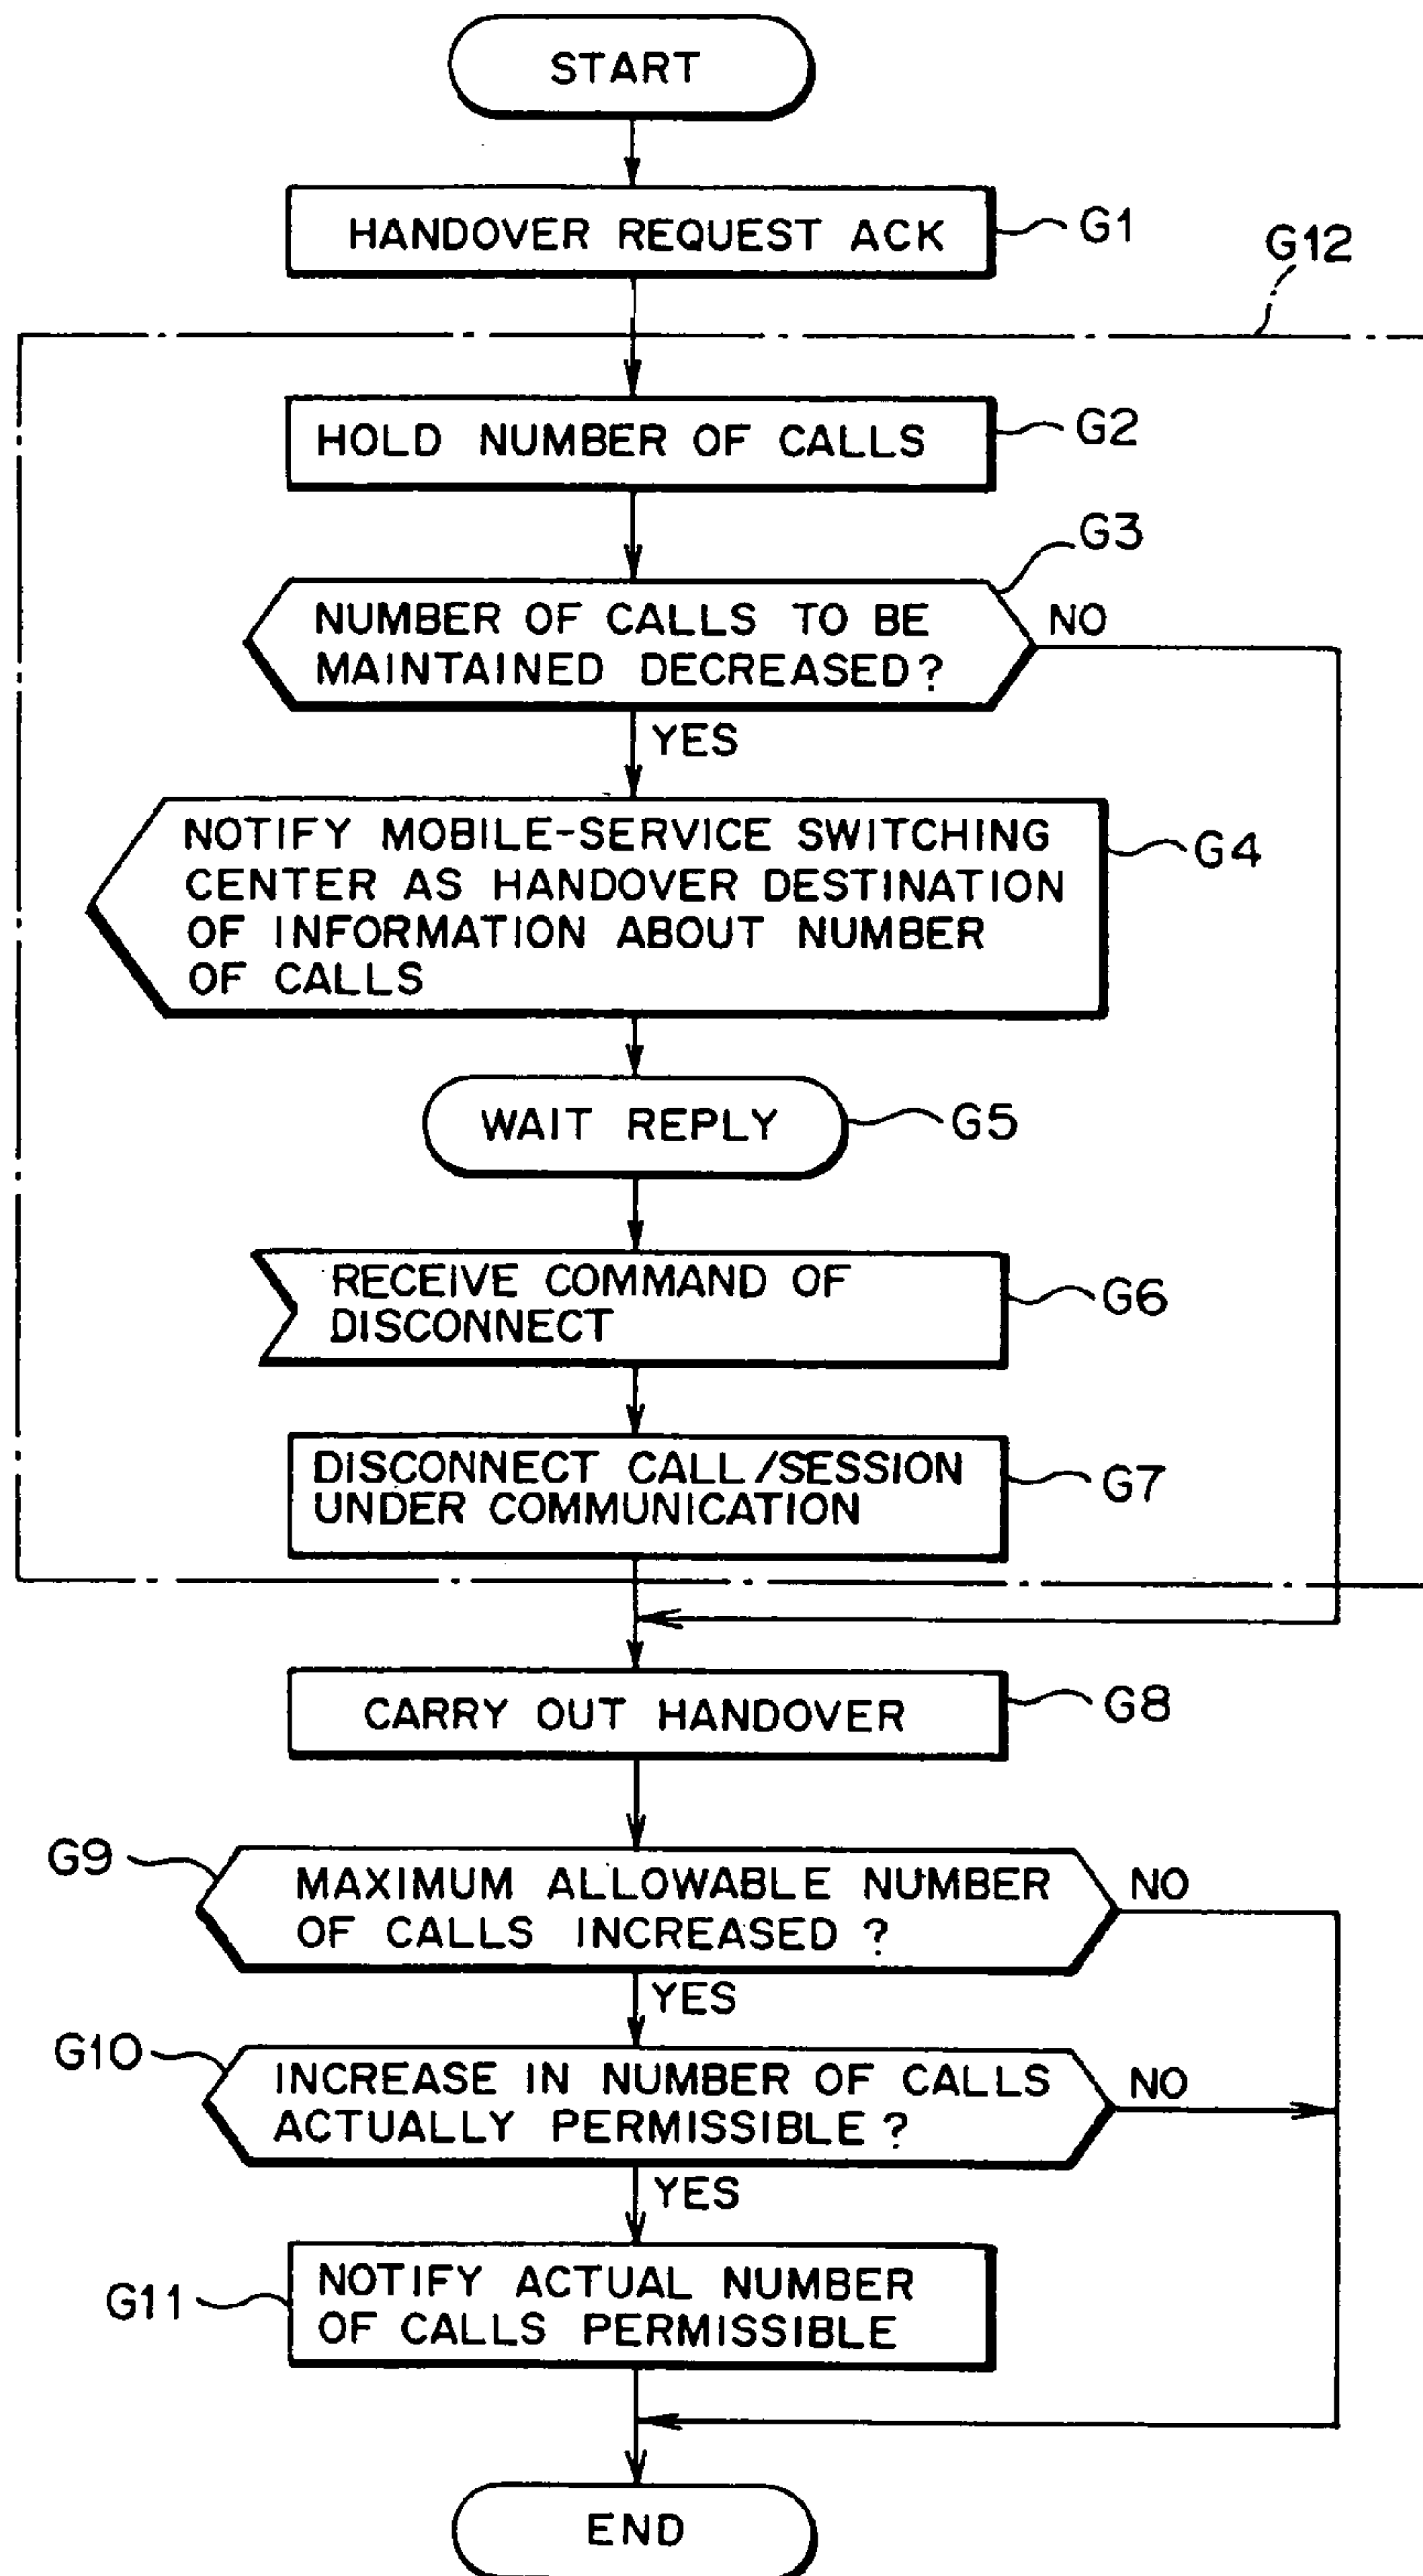 START
HANDOVER REQUEST ACK
G1
G12
HOLD NUMBER OF CALLS
G2
G3
NUMBER OF CALLS TO BE
MAINTAINED DECREASED?
NO
YES
NOTIFY MOBILE-SERVICE SWITCHING
CENTER AS HANDOVER DESTINATION
OF INFORMATION ABOUT NUMBER
OF CALLS
G4
WAIT REPLY
G5
RECEIVE COMMAND OF
DISCONNECT
G6
DISCONNECT CALL/SESSION
UNDER COMMUNICATION
G7
CARRY OUT HANDOVER
G8
G9
MAXIMUM ALLOWABLE NUMBER
OF CALLS INCREASED ?
NO
YES
G10
INCREASE IN NUMBER OF CALLS
ACTUALLY PERMISSIBLE ?
NO
YES
G11
NOTIFY ACTUAL NUMBER
OF CALLS PERMISSIBLE
END